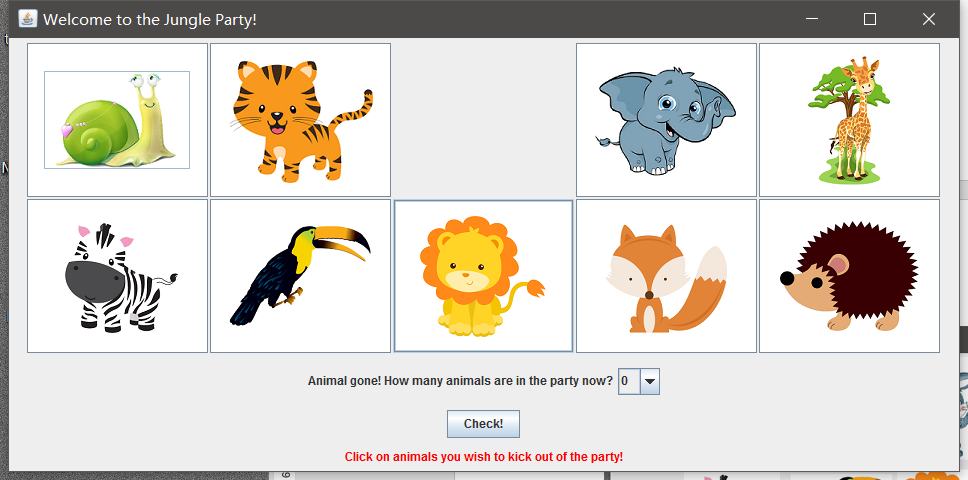 Welcome to the Jungle Party!
Animal gone! How many animals are in the party now? 0
Check!
Click on animals you wish to kick out of the party!